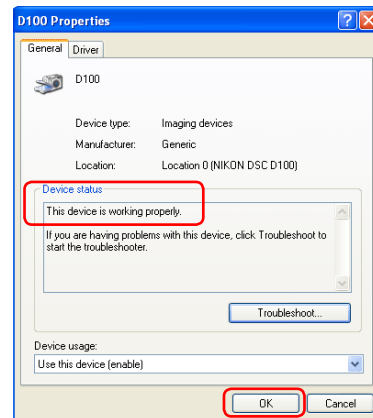 D100 Properties
General Driver
D100
Device type: Imaging devices
Manufacturer: Generic
Location: Location 0 (NIKON DSC D100)
Device status
This device is working properly.
If you are having problems with this device, click Troubleshoot to
start the troubleshooter.
Troubleshoot...
Device usage:
Use this device (enable)
OK Cancel